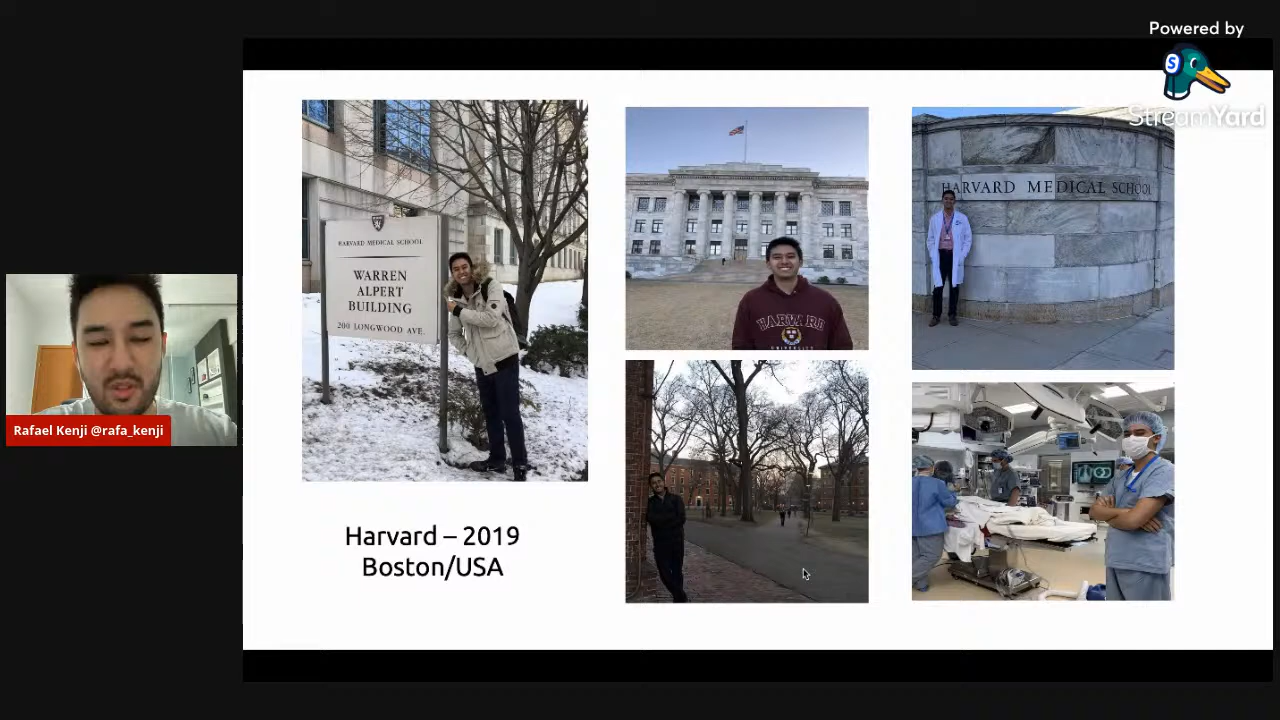 Powered by
S
StreamYard
HARVARD MEDICAL SCHOOL
WARREN
ALPERT
BUILDING
200 LONGWOOD AVE.
HARVARD
UNIVERSITY
HARVARD MEDICAL SCHOOL
Rafael Kenji @rafa_kenji
Harvard – 2019
Boston/USA